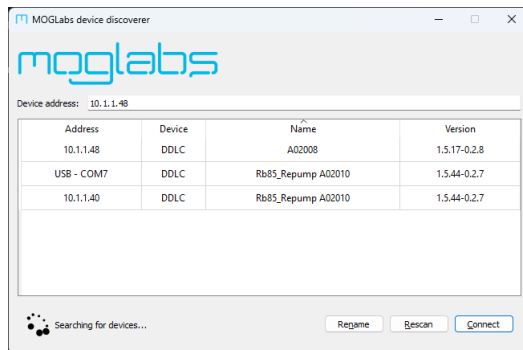 MOGLabs device discoverer
moglabs
Device address: 10.1.1.48
Address Device Name Version
10.1.1.48 DDLC A02008 1.5.17-0.2.8
USB - COM7 DDLC Rb85_Repump A02010 1.5.44-0.2.7
10.1.1.40 DDLC Rb85_Repump A02010 1.5.44-0.2.7
Searching for devices... Rename Rescan Connect